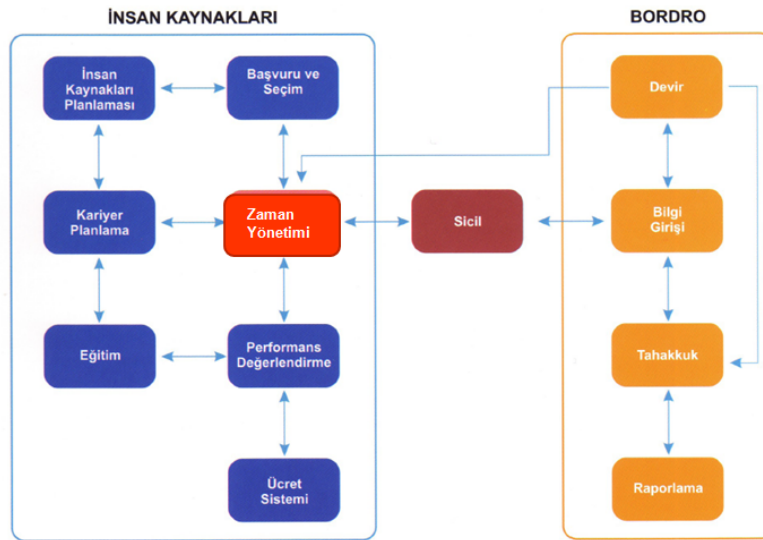 İNSAN KAYNAKLARI
BORDRO
İnsan
Kaynakları
Planlaması
Başvuru ve
Seçim
Devir
Kariyer
Planlama
Zaman
Yönetimi
Sicil
Bilgi
Girişi
Eğitim
Performans
Değerlendirme
Tahakkuk
Ücret
Sistemi
Raporlama